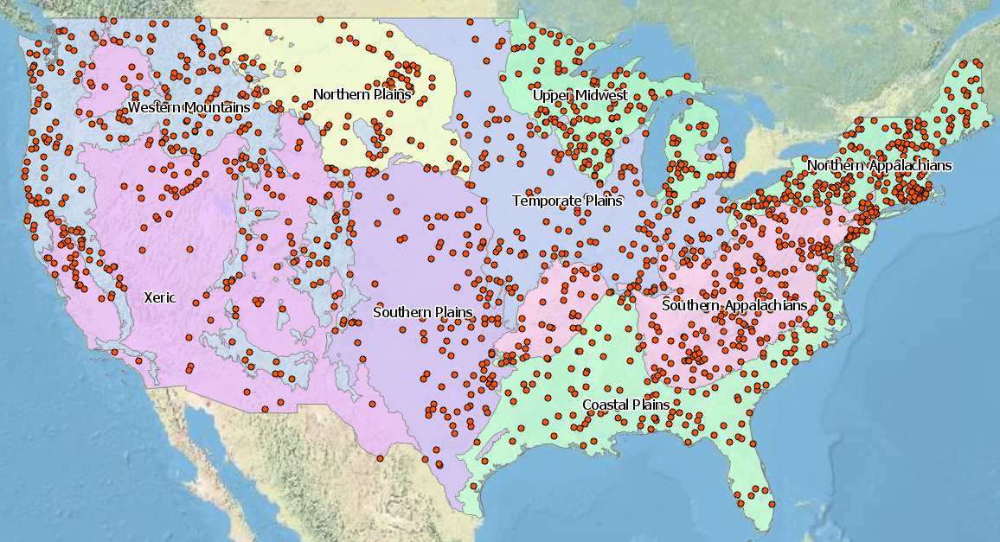 Northern Plains
Upper Midwest
Western Mountains
Northern Appalachians
Temporate Plains
Xeric
Southern Plains
Southern Appalachians
Coastal Plains